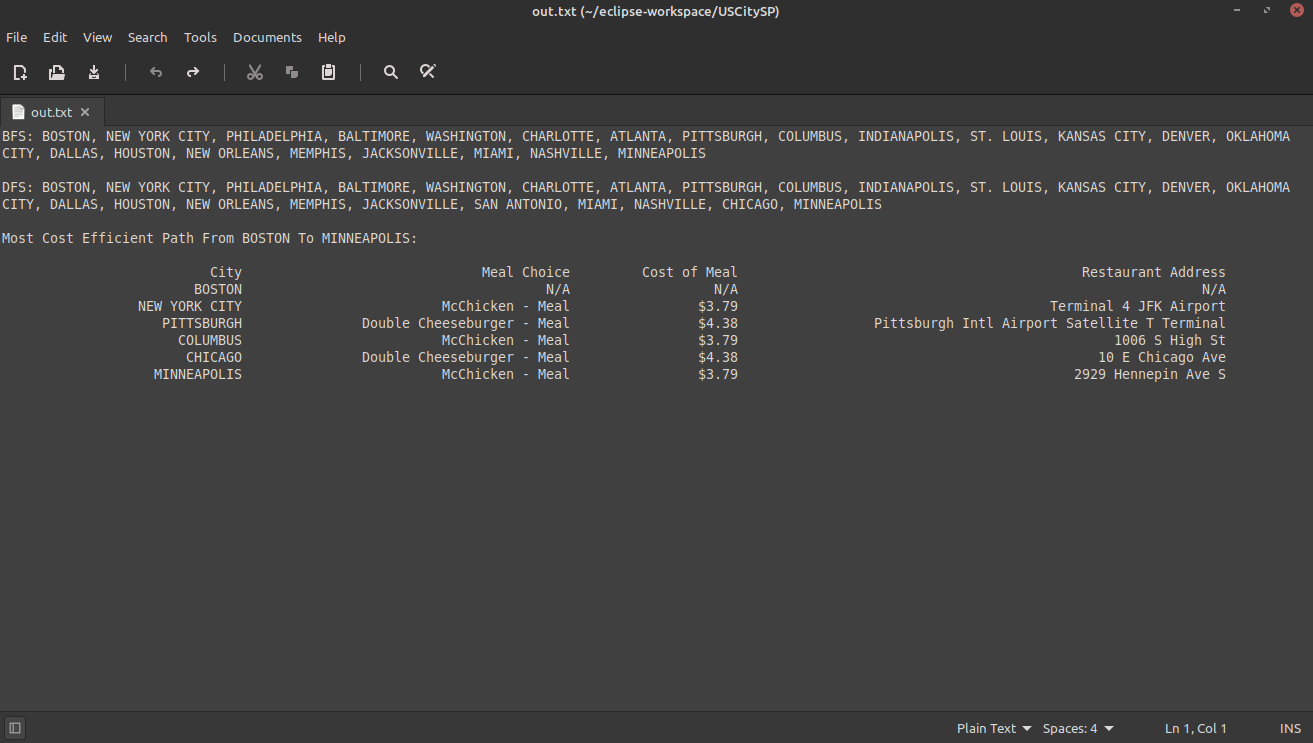 out.txt (~/eclipse-workspace/USCitySP)
File Edit View Search Tools Documents Help
out.txt
BFS: BOSTON, NEW YORK CITY, PHILADELPHIA, BALTIMORE, WASHINGTON, CHARLOTTE, ATLANTA, PITTSBURGH, COLUMBUS, INDIANAPOLIS, ST. LOUIS, KANSAS CITY, DENVER, OKLAHOMA
CITY, DALLAS, HOUSTON, NEW ORLEANS, MEMPHIS, JACKSONVILLE, MIAMI, NASHVILLE, MINNEAPOLIS
DFS: BOSTON, NEW YORK CITY, PHILADELPHIA, BALTIMORE, WASHINGTON, CHARLOTTE, ATLANTA, PITTSBURGH, COLUMBUS, INDIANAPOLIS, ST. LOUIS, KANSAS CITY, DENVER, OKLAHOMA
CITY, DALLAS, HOUSTON, NEW ORLEANS, MEMPHIS, JACKSONVILLE, SAN ANTONIO, MIAMI, NASHVILLE, CHICAGO, MINNEAPOLIS
Most Cost Efficient Path From BOSTON To MINNEAPOLIS:
City Meal Choice Cost of Meal Restaurant Address
BOSTON N/A N/A N/A
NEW YORK CITY McChicken - Meal $3.79 Terminal 4 JFK Airport
PITTSBURGH Double Cheeseburger - Meal $4.38 Pittsburgh Intl Airport Satellite T Terminal
COLUMBUS McChicken - Meal $3.79 1006 S High St
CHICAGO Double Cheeseburger - Meal $4.38 10 E Chicago Ave
MINNEAPOLIS McChicken - Meal $3.79 2929 Hennepin Ave S
Plain Text Spaces: 4 Ln 1, Col 1 INS